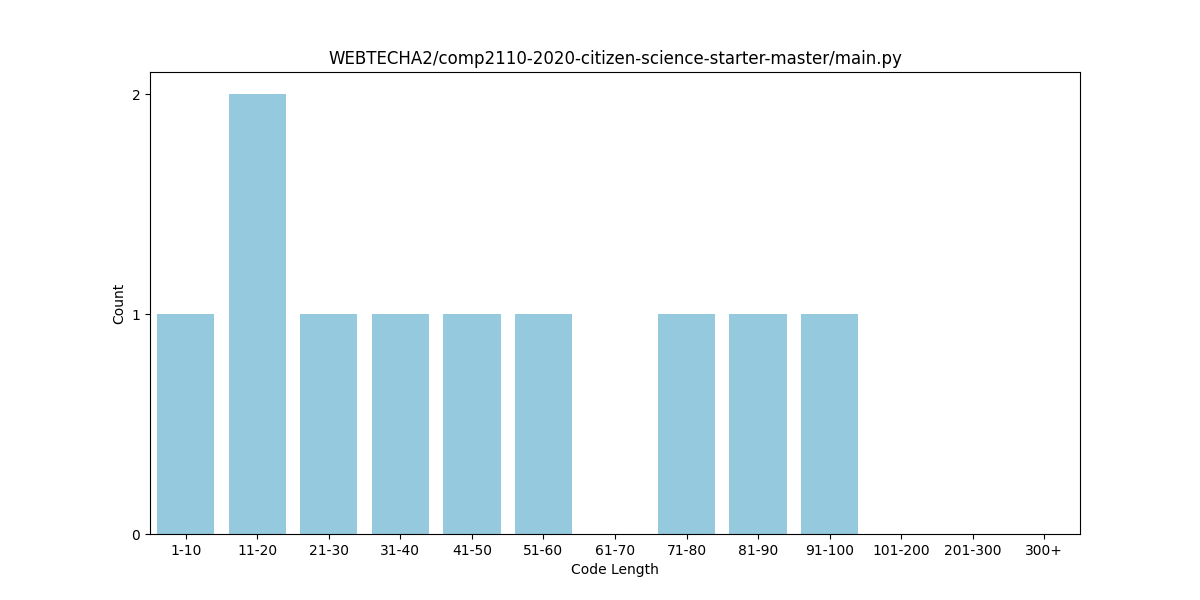 WEBTECHA2/comp2110-2020-citizen-science-starter-master/main.py
2
1
0
Count
1-10 11-20 21-30 31-40 41-50 51-60 61-70 71-80 81-90 91-100 101-200 201-300 300+
Code Length